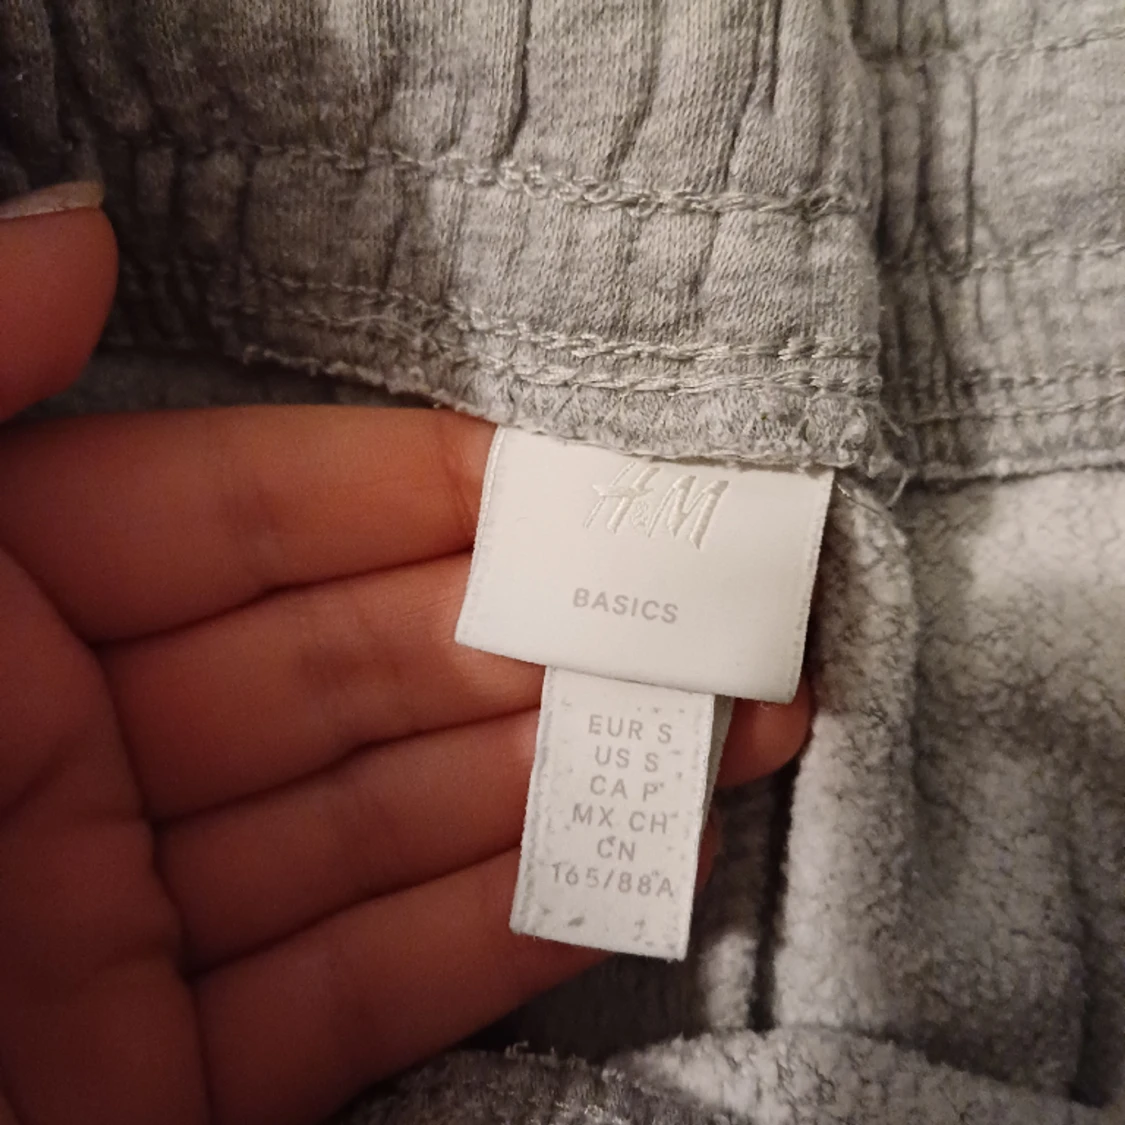 H&M
BASICS
EUR S
US S
CA P
MX CH
CN
165/88A